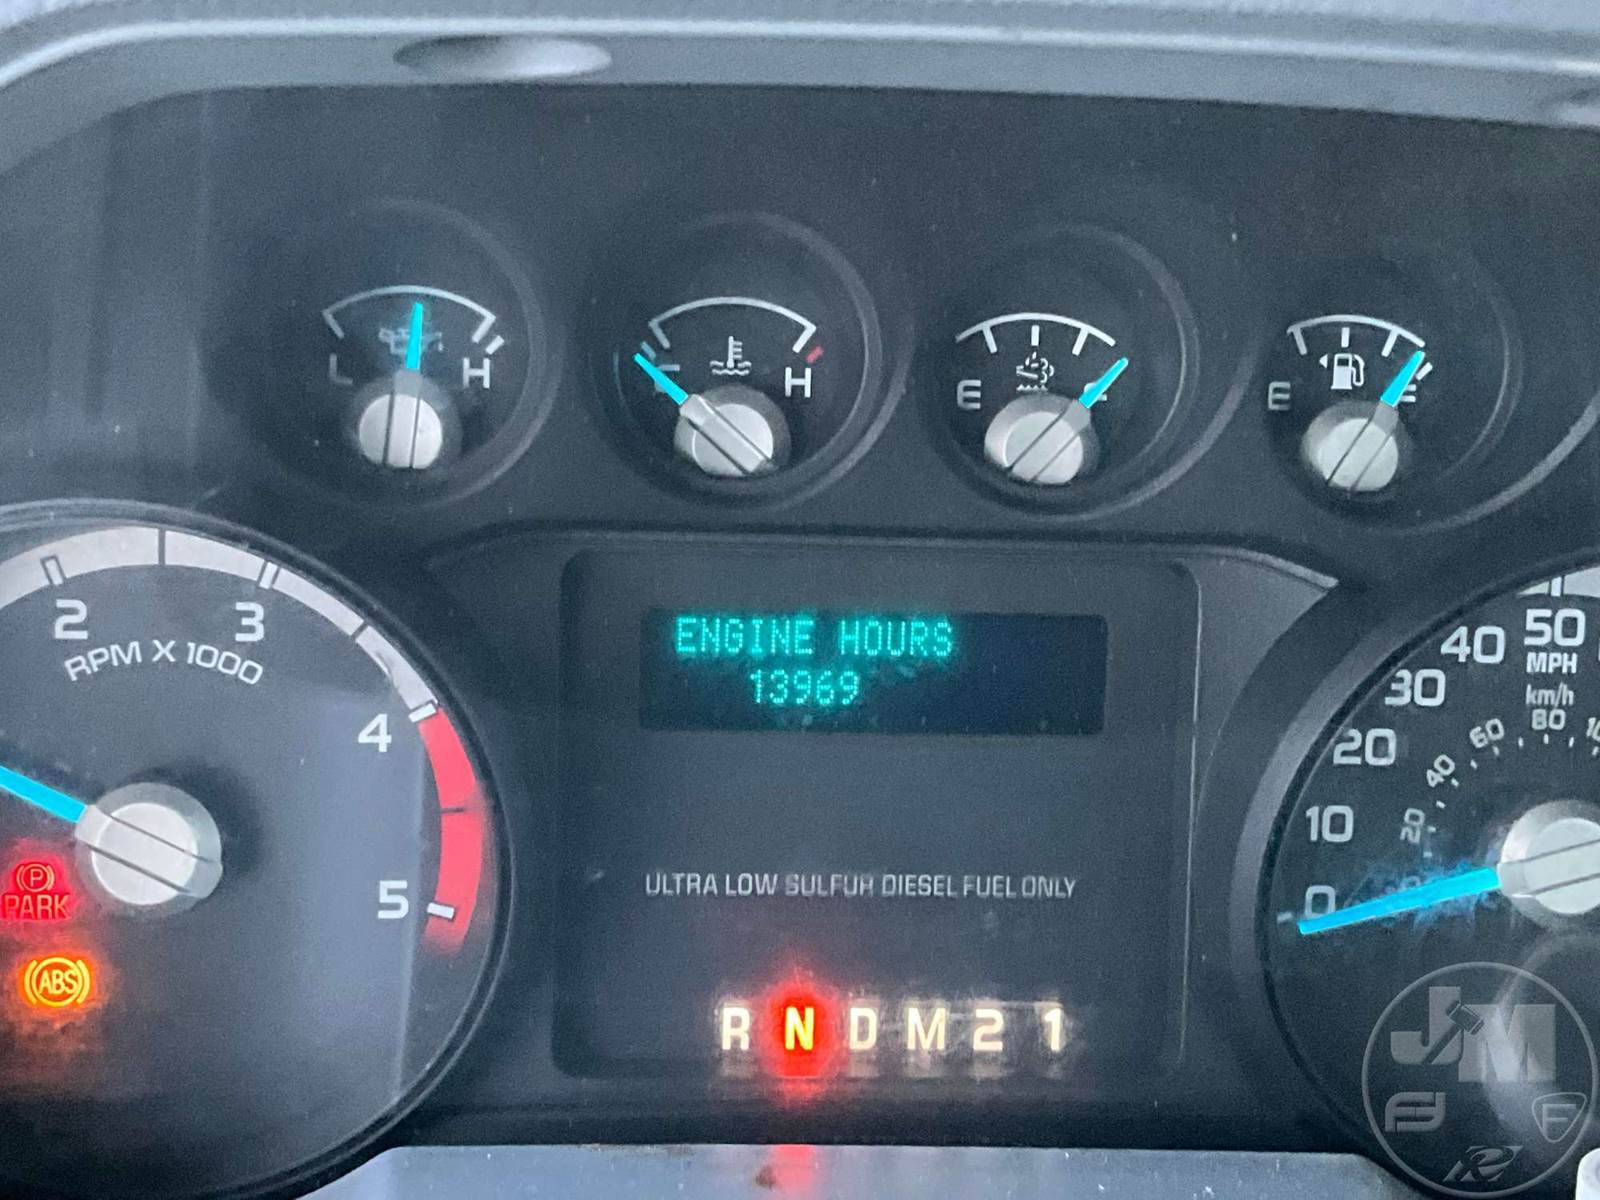 L H
H
E
E F
2 3 4 5
RPM X 1000
ENGINE HOURS
13969
ULTRA LOW SULFUR DIESEL FUEL ONLY
R N D M 2 1
(P)
PARK
ABS
0 10 20 30 40 50
MPH
km/h
20 40 60 80
JM
F